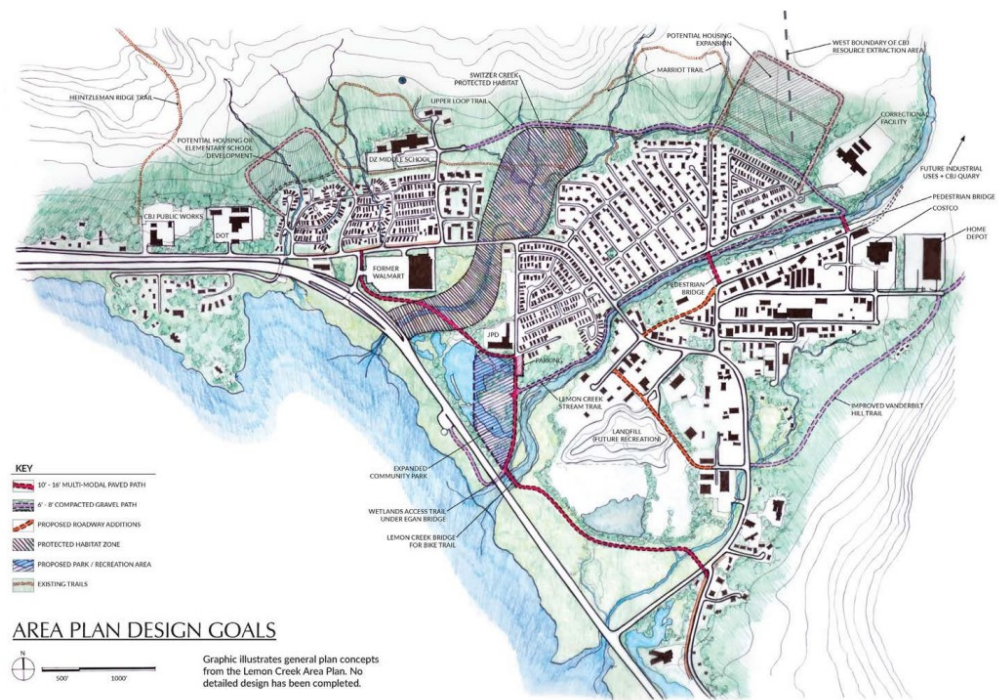 POTENTIAL HOUSING
EXPANSION
WEST BOUNDARY OF CBJ
RESOURCE EXTRACTION AREA
MARRIOT TRAIL
SWITZER CREEK
PROTECTED HABITAT
HEINTZLEMAN RIDGE TRAIL
UPPER LOOP TRAIL
CORRECTIONAL
FACILITY
POTENTIAL HOUSING OR
ELEMENTARY SCHOOL
DEVELOPMENT
DZ MIDDLE SCHOOL
FUTURE INDUSTRIAL
USES + CBJ QUARY
PEDESTRIAN BRIDGE
COSTCO
CBJ PUBLIC WORKS
DOT
HOME
DEPOT
FORMER
WALMART
PEDESTRIAN
BRIDGE
JPD
PARKING
LEMON CREEK
STREAM TRAIL
IMPROVED VANDERBILT
HILL TRAIL
LANDFILL
(FUTURE RECREATION)
EXPANDED
COMMUNITY PARK
WETLANDS ACCESS TRAIL
UNDER EGAN BRIDGE
LEMON CREEK BRIDGE
FOR BIKE TRAIL
KEY
10' - 16' MULTI-MODAL PAVED PATH
6' - 8' COMPACTED GRAVEL PATH
PROPOSED ROADWAY ADDITIONS
PROTECTED HABITAT ZONE
PROPOSED PARK / RECREATION AREA
EXISTING TRAILS
AREA PLAN DESIGN GOALS
N
500' 1000'
Graphic illustrates general plan concepts
from the Lemon Creek Area Plan. No
detailed design has been completed.